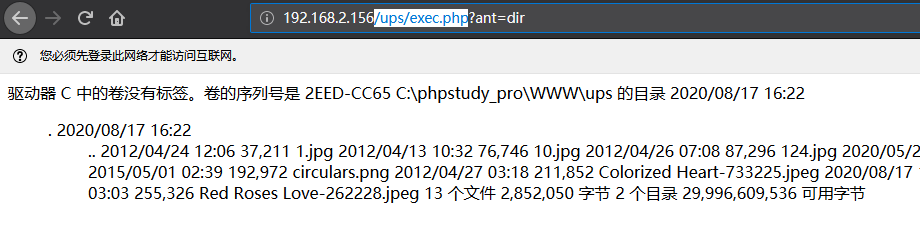 192.168.2.156/ups/exec.php?ant=dir
您必须先登录此网络才能访问互联网。
驱动器 C 中的卷没有标签。卷的序列号是 2EED-CC65 C:\phpstudy_pro\WWW\ups 的目录 2020/08/17 16:22
. 2020/08/17 16:22
.. 2012/04/24 12:06 37,211 1.jpg 2012/04/13 10:32 76,746 10.jpg 2012/04/26 07:08 87,296 124.jpg 2020/05/2
2015/05/01 02:39 192,972 circulars.png 2012/04/27 03:18 211,852 Colorized Heart-733225.jpeg 2020/08/17 1
03:03 255,326 Red Roses Love-262228.jpeg 13 个文件 2,852,050 字节 2 个目录 29,996,609,536 可用字节